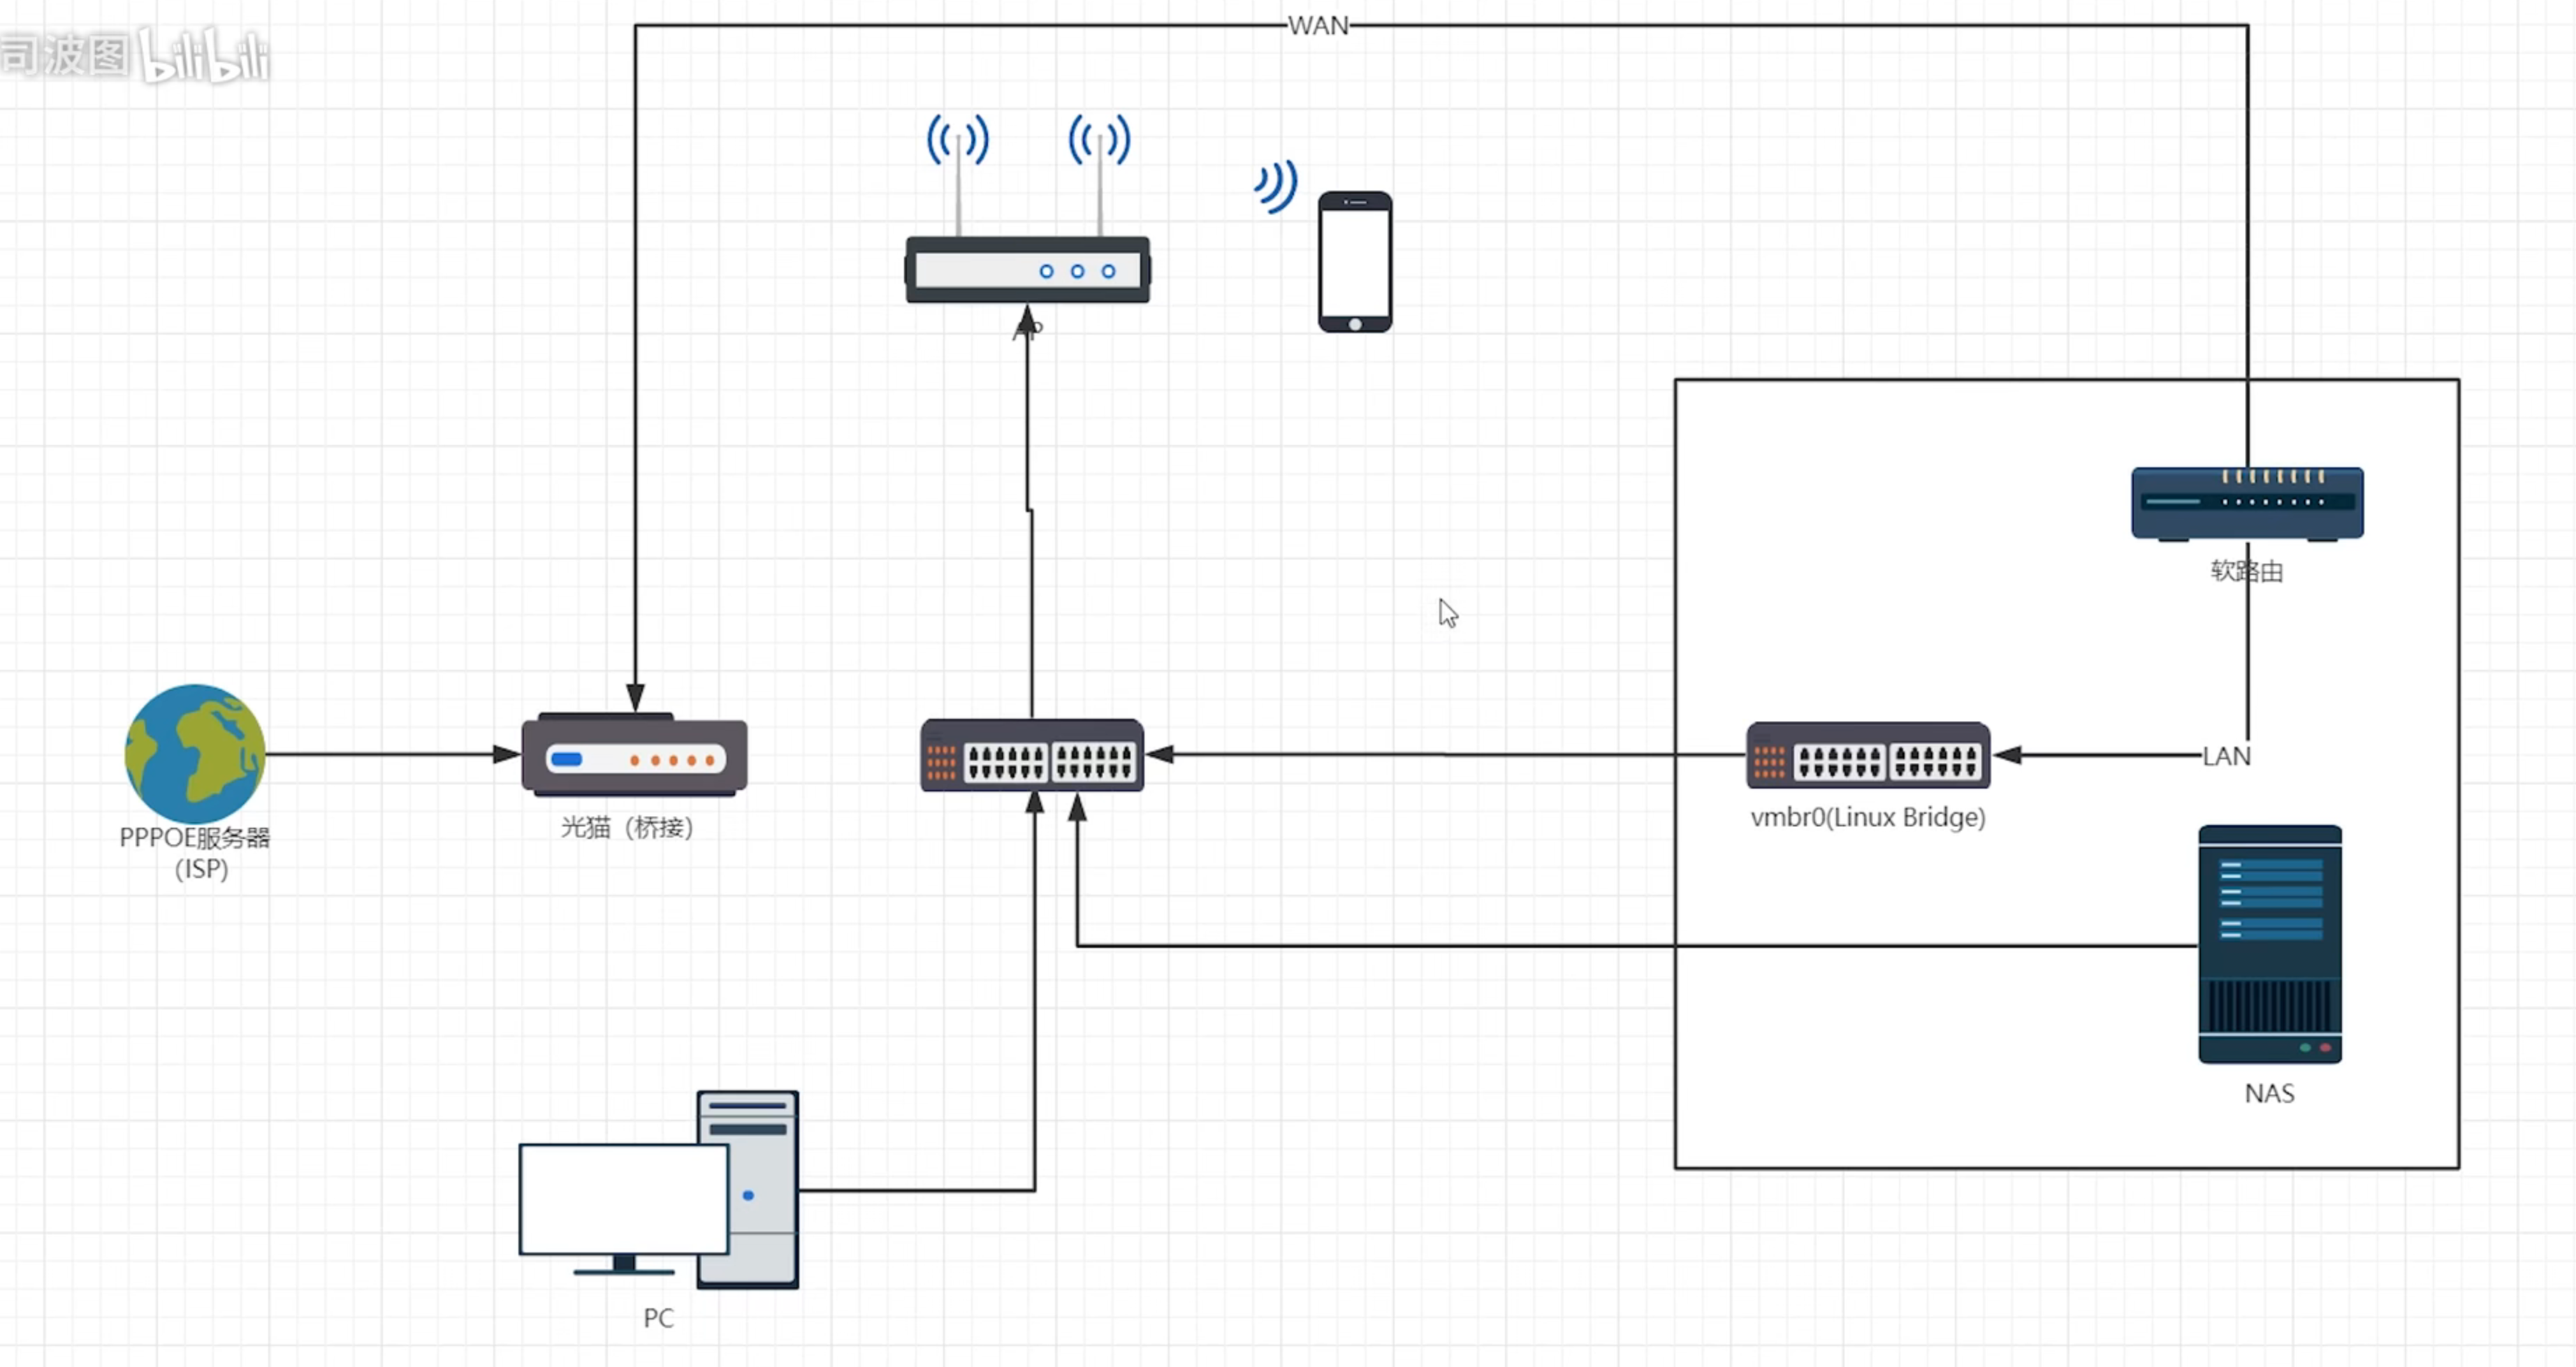 司波图 bilibili
WAN
AP
软路由
LAN
vmbr0(Linux Bridge)
PPPOE服务器
(ISP)
光猫（桥接）
NAS
PC